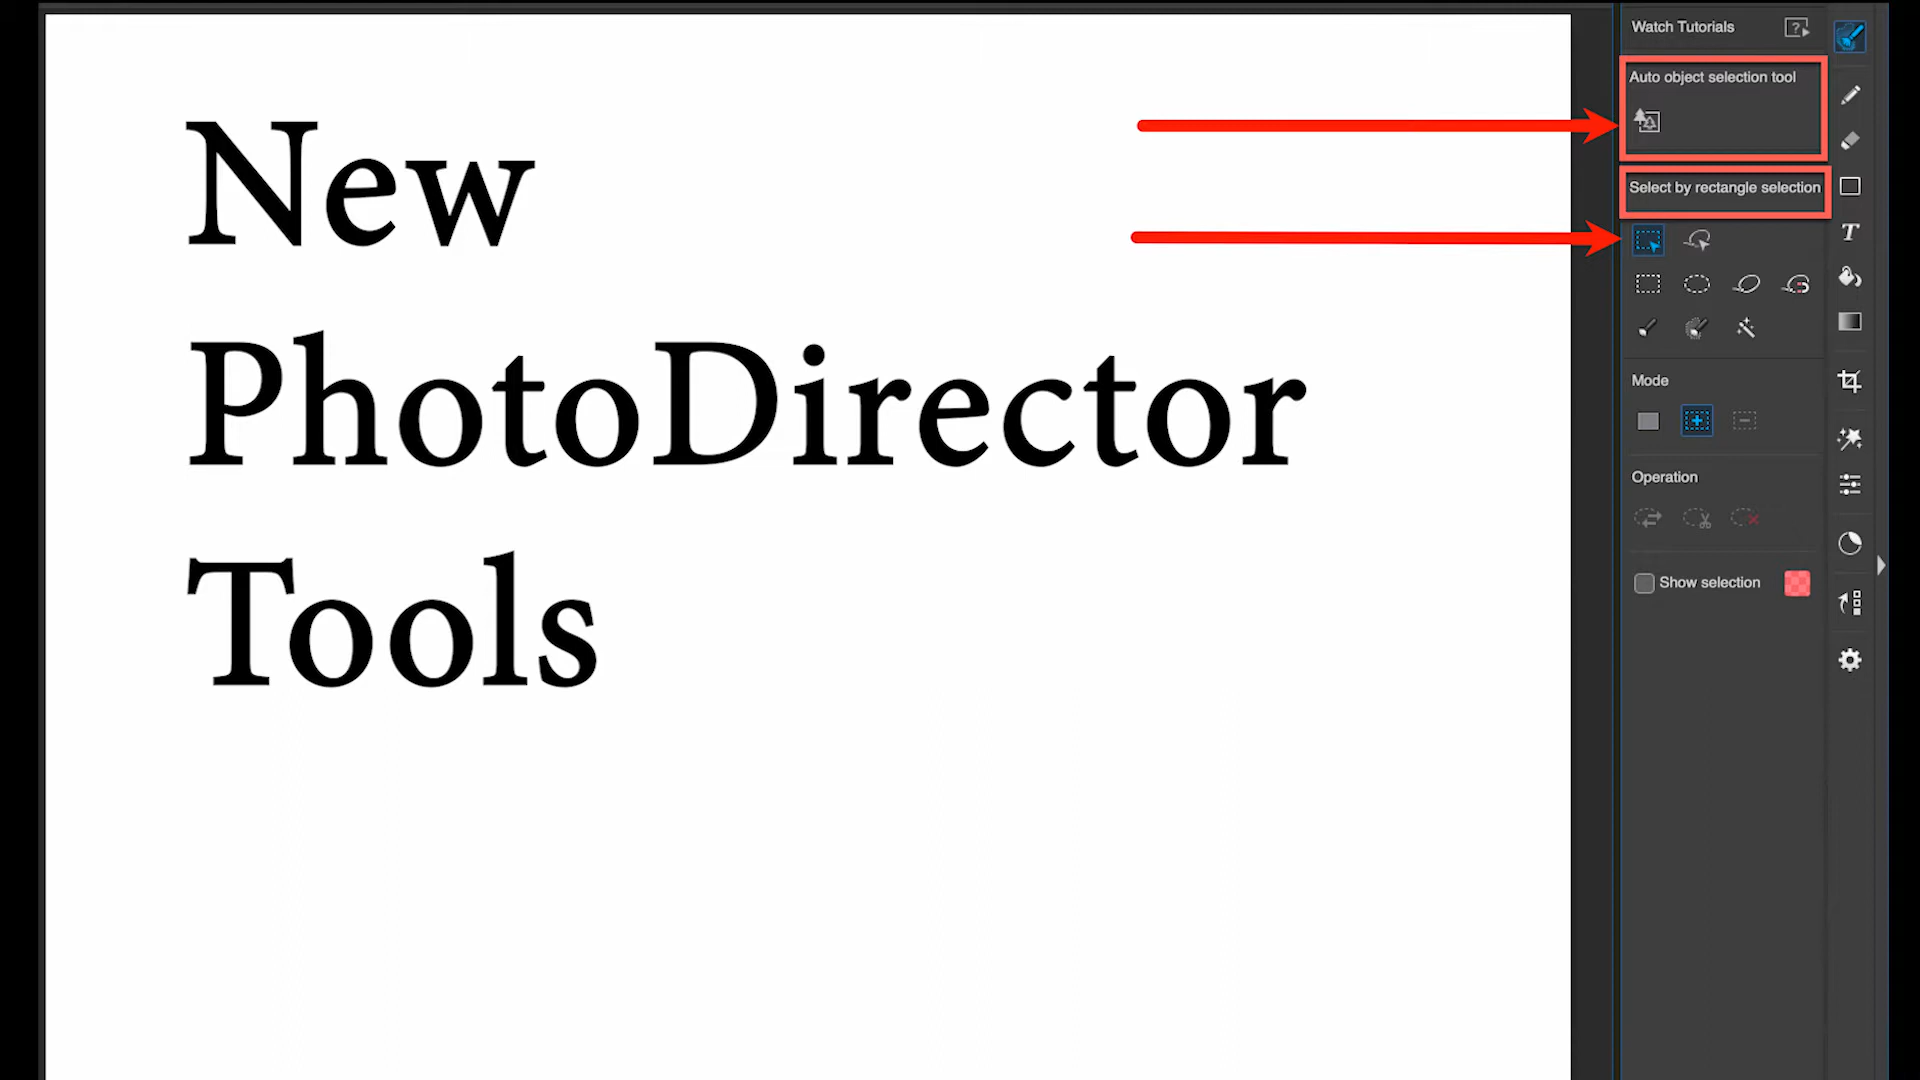 New
PhotoDirector
Tools
Watch Tutorials
Auto object selection tool
Select by rectangle selection
Mode
Operation
Show selection